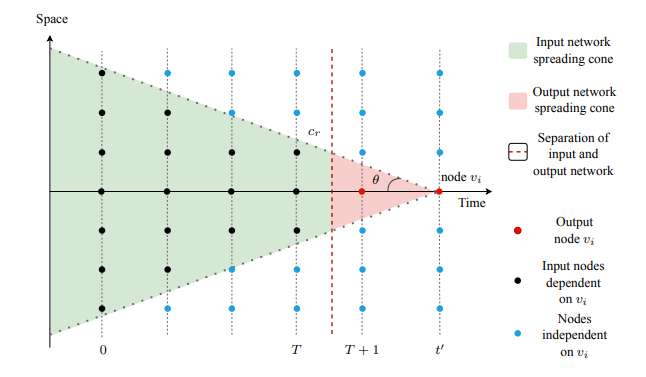 Space
Input network
spreading cone
Output network
spreading cone
Separation of
input and
output network
c_r
θ
node v_i
Time
Output
node v_i
Input nodes
dependent
on v_i
Nodes
independent
on v_i
0
T
T + 1
t′